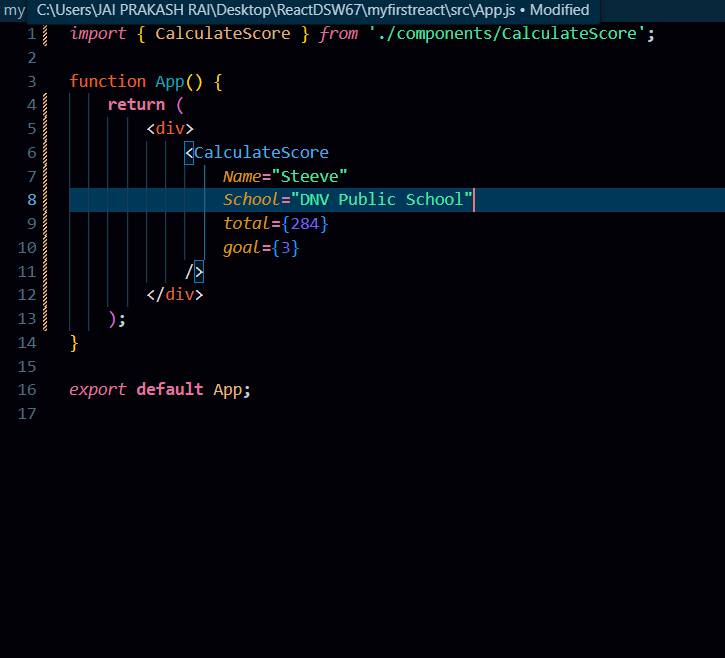 my C:\Users\JAI PRAKASH RAI\Desktop\ReactDSW67\myfirstreact\src\App.js • Modified
1 import { CalculateScore } from './components/CalculateScore';
2
3 function App() {
4 return (
5 <div>
6 <CalculateScore
7 Name="Steeve"
8 School="DNV Public School"
9 total={284}
10 goal={3}
11 />
12 </div>
13 );
14 }
15
16 export default App;
17